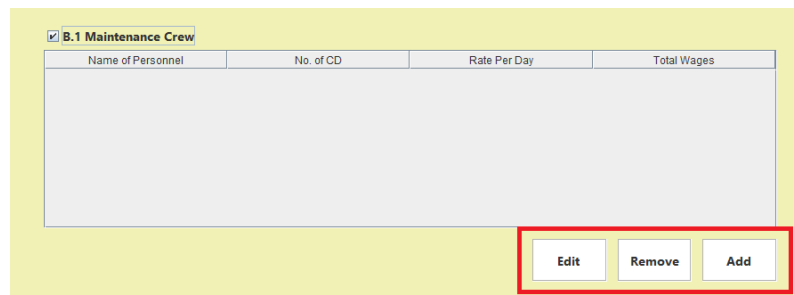 B.1 Maintenance Crew
Name of Personnel No. of CD Rate Per Day Total Wages
Edit Remove Add